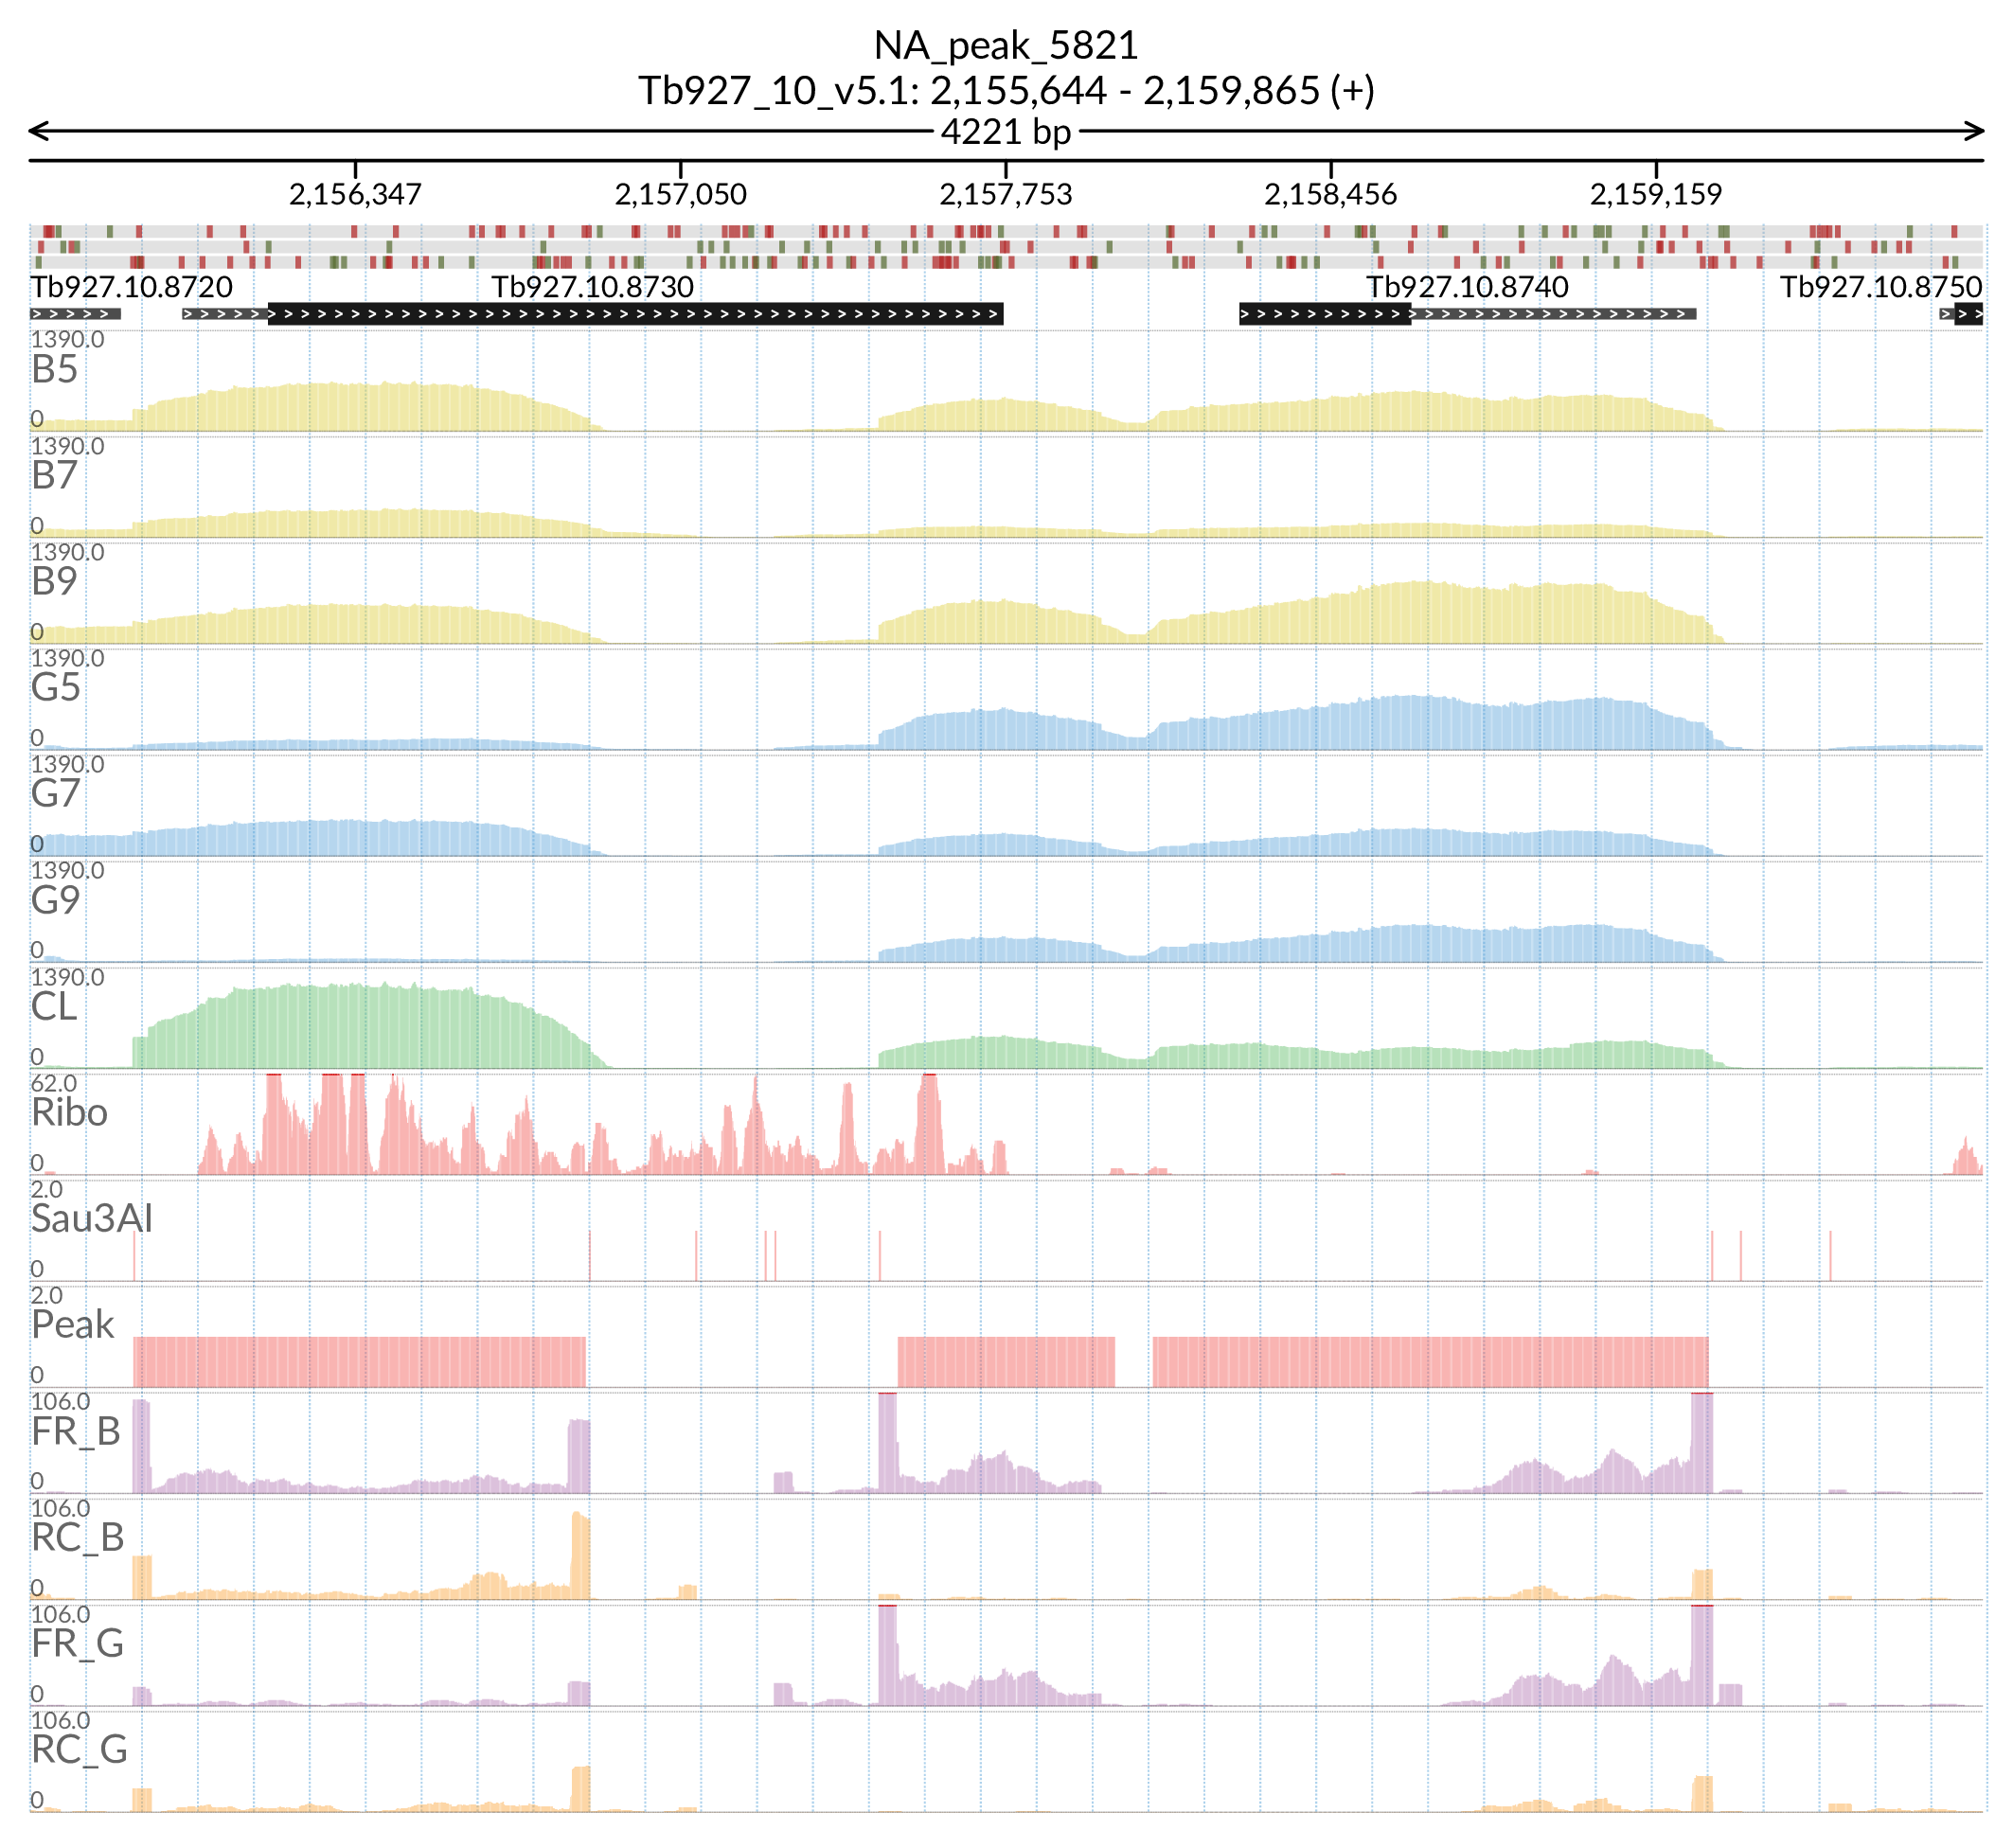 NA_peak_5821
Tb927_10_v5.1: 2,155,644 - 2,159,865 (+)
4221 bp
2,156,347 2,157,050 2,157,753 2,158,456 2,159,159
Tb927.10.8720 Tb927.10.8730 Tb927.10.8740 Tb927.10.8750
1390.0
B5
0
1390.0
B7
0
1390.0
B9
0
1390.0
G5
0
1390.0
G7
0
1390.0
G9
0
1390.0
CL
0
62.0
Ribo
0
2.0
Sau3AI
0
2.0
Peak
0
106.0
FR_B
0
106.0
RC_B
0
106.0
FR_G
0
106.0
RC_G
0